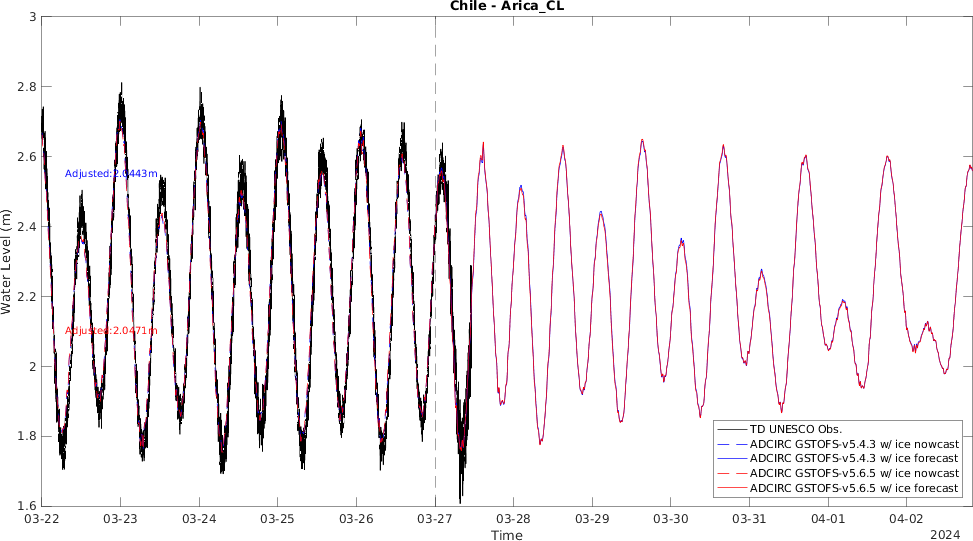 Chile - Arica_CL
3
2.8
2.6
2.4
2.2
2
1.8
1.6
Water Level (m)
Adjusted:2.0443m
Adjusted:2.0471m
TD UNESCO Obs.
ADCIRC GSTOFS-v5.4.3 w/ ice nowcast
ADCIRC GSTOFS-v5.4.3 w/ ice forecast
ADCIRC GSTOFS-v5.6.5 w/ ice nowcast
ADCIRC GSTOFS-v5.6.5 w/ ice forecast
03-22 03-23 03-24 03-25 03-26 03-27 03-28 03-29 03-30 03-31 04-01 04-02
Time
2024